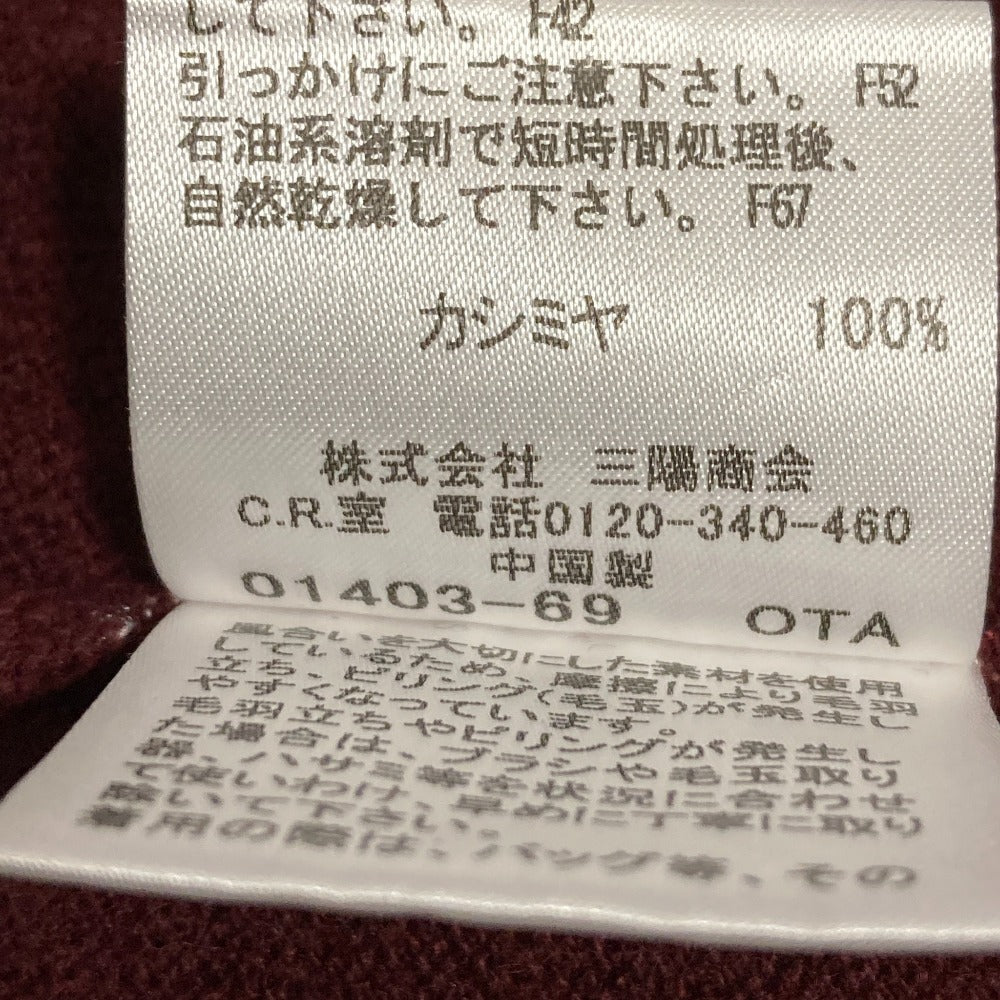 して下さい。 F42
引っかけにご注意下さい。 F52
石油系溶剤で短時間処理後、
自然乾燥して下さい。 F67
カシミヤ 100%
株式会社 三陽商会
C.R.室 電話0120-340-460
中国製
01403-69 OTA
風合いを大切にした素材を使用
しているため、摩擦により毛羽
立ち、ピリング(毛玉)が発生し
やすくなっています。
毛羽立ちやピリングが発生し
た場合は、ブラシや毛玉取り
器、ハサミ等を状況に合わせ
て使いわけ、早めに丁寧に取り
除いて下さい。
着用の際は、バッグ等、その